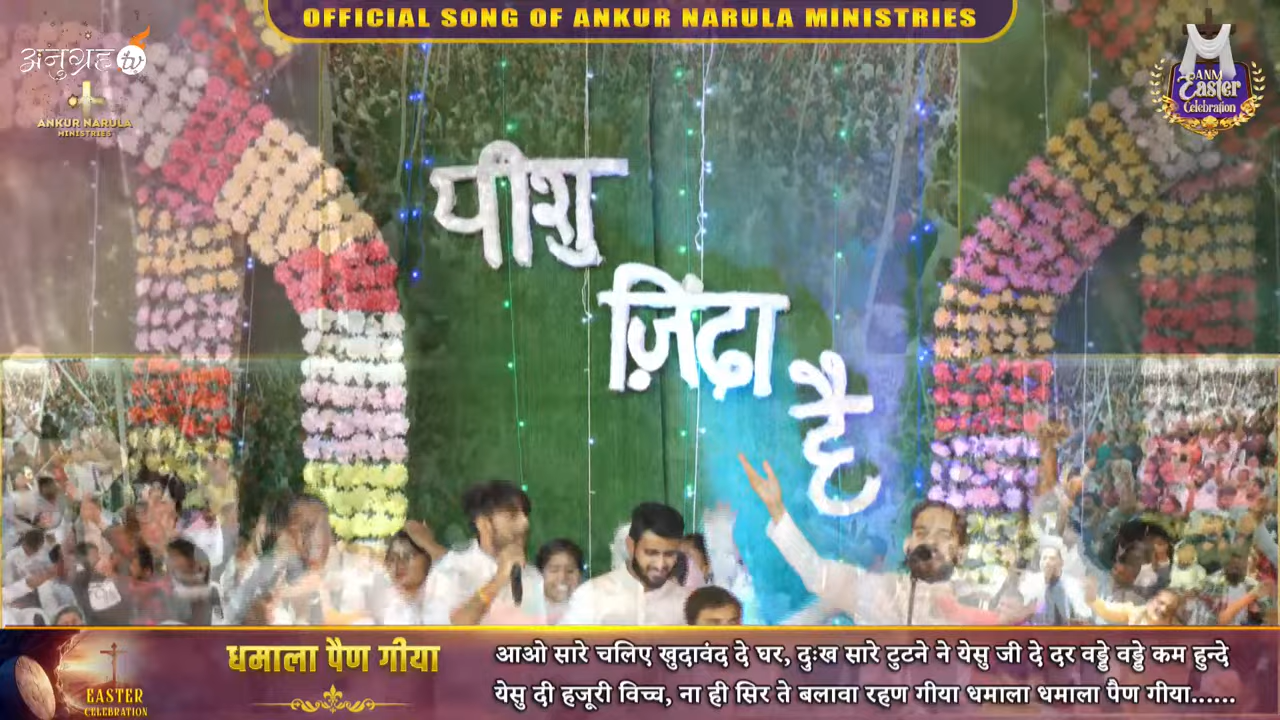 OFFICIAL SONG OF ANKUR NARULA MINISTRIES
अनुग्रह tv
ANKUR NARULA
MINISTRIES
ANM
Easter
Celebration
यीशु
ज़िंदा
है
EASTER
CELEBRATION
धमाला पैण गीया
आओ सारे चलिए खुदावंद दे घर, दुःख सारे टुटने ने येसु जी दे दर वड्डे वड्डे कम हुन्दे
येसु दी हजूरी विच्च, ना ही सिर ते बलावा रहण गीया धमाला धमाला पैण गीया......